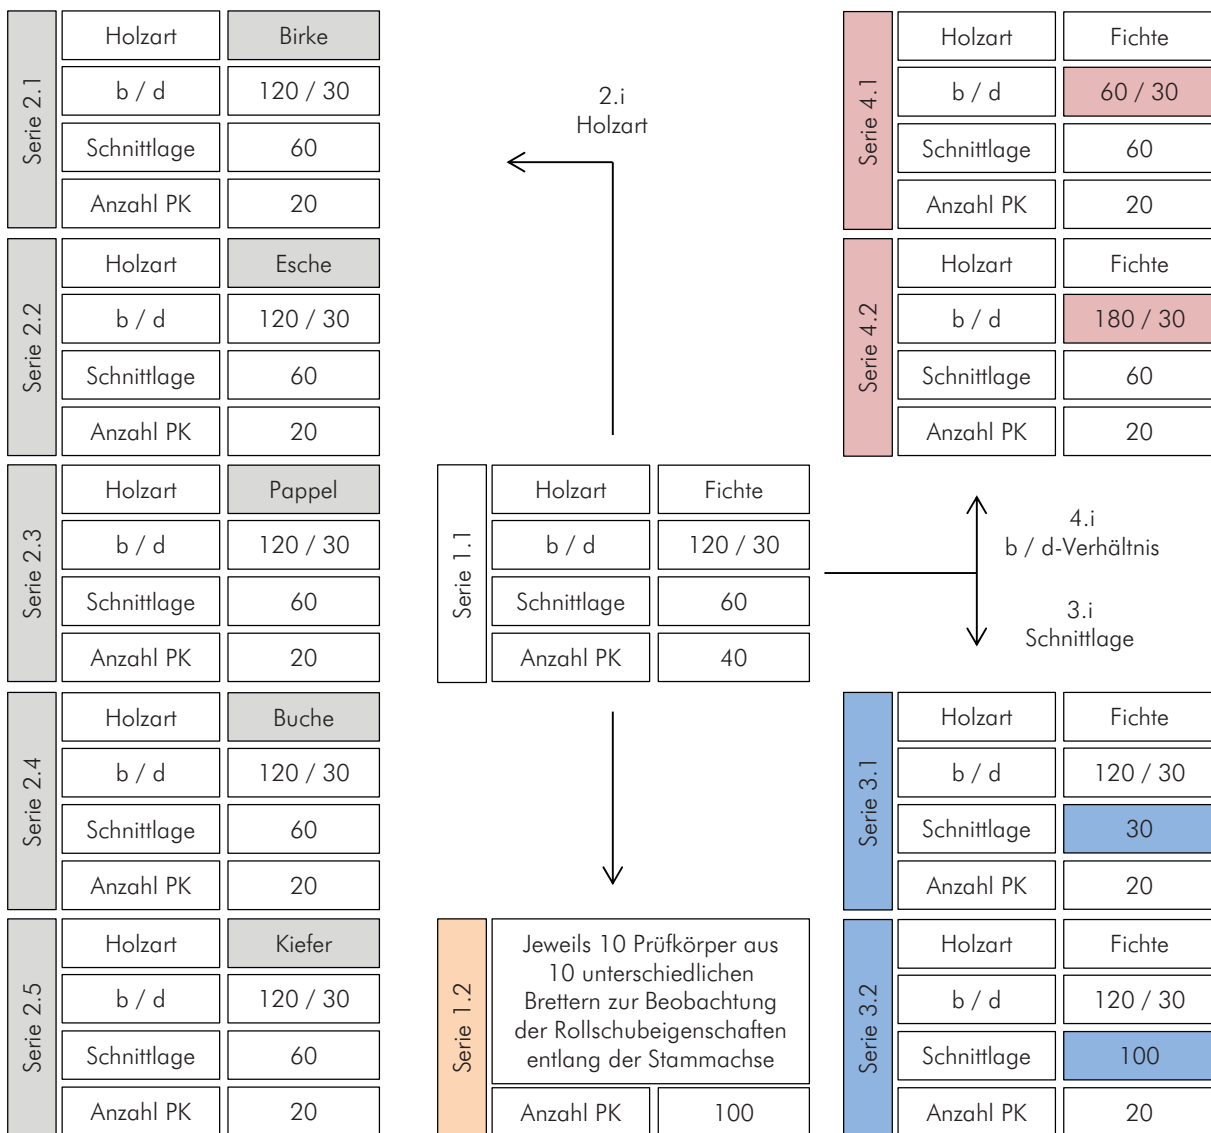 Serie 2.1
Holzart Birke
b / d 120 / 30
Schnittlage 60
Anzahl PK 20
Serie 2.2
Holzart Esche
b / d 120 / 30
Schnittlage 60
Anzahl PK 20
Serie 2.3
Holzart Pappel
b / d 120 / 30
Schnittlage 60
Anzahl PK 20
Serie 2.4
Holzart Buche
b / d 120 / 30
Schnittlage 60
Anzahl PK 20
Serie 2.5
Holzart Kiefer
b / d 120 / 30
Schnittlage 60
Anzahl PK 20
2.i
Holzart
Serie 1.1
Holzart Fichte
b / d 120 / 30
Schnittlage 60
Anzahl PK 40
Serie 1.2
Jeweils 10 Prüfkörper aus
10 unterschiedlichen
Brettern zur Beobachtung
der Rollschubeigenschaften
entlang der Stammachse
Anzahl PK 100
Serie 4.1
Holzart Fichte
b / d 60 / 30
Schnittlage 60
Anzahl PK 20
Serie 4.2
Holzart Fichte
b / d 180 / 30
Schnittlage 60
Anzahl PK 20
4.i
b / d-Verhältnis
3.i
Schnittlage
Serie 3.1
Holzart Fichte
b / d 120 / 30
Schnittlage 30
Anzahl PK 20
Serie 3.2
Holzart Fichte
b / d 120 / 30
Schnittlage 100
Anzahl PK 20